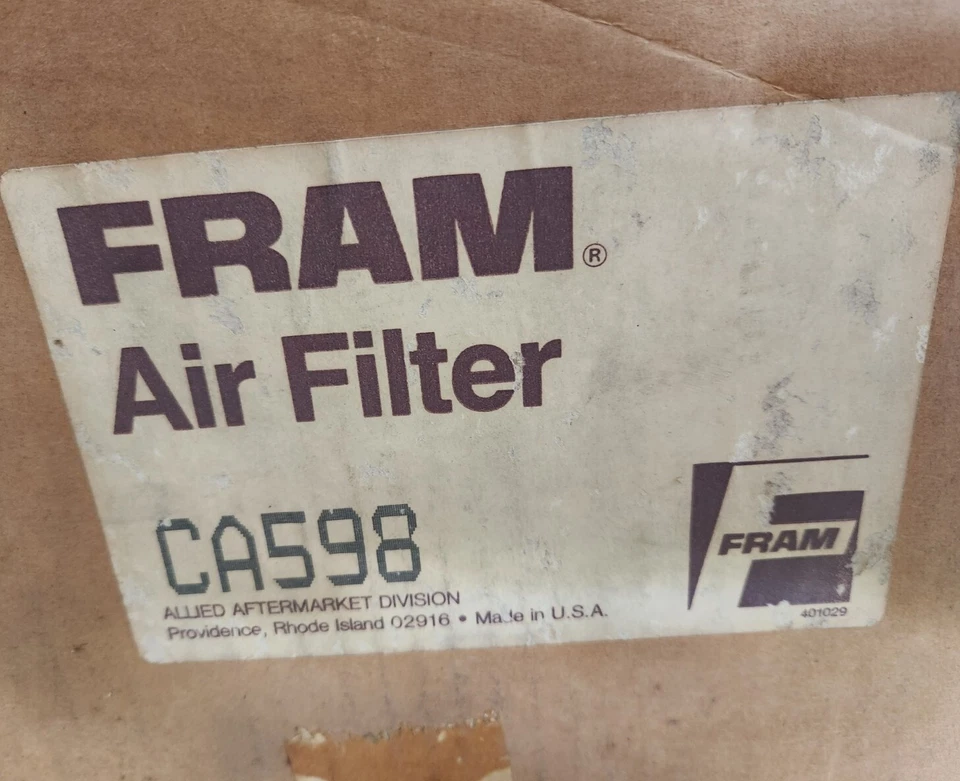 FRAM®
Air Filter
CA598
ALLIED AFTERMARKET DIVISION
Providence, Rhode Island 02916 • Made in U.S.A.
FRAM
401029